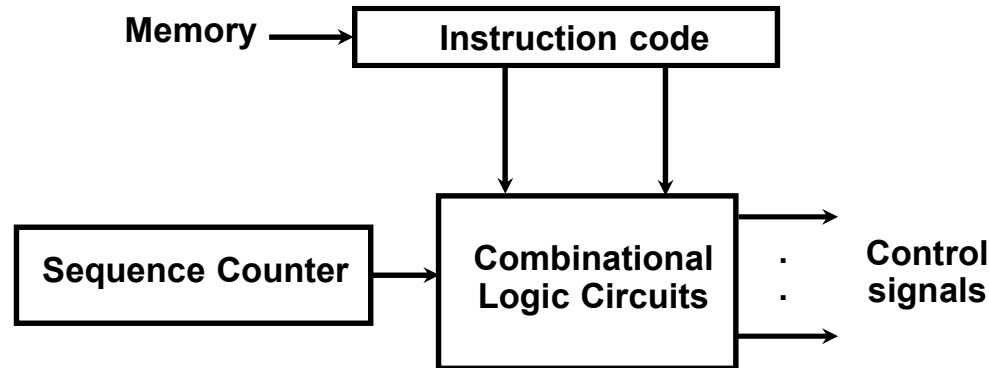 Memory
Instruction code
Sequence Counter
Combinational
Logic Circuits
.
.
Control
signals